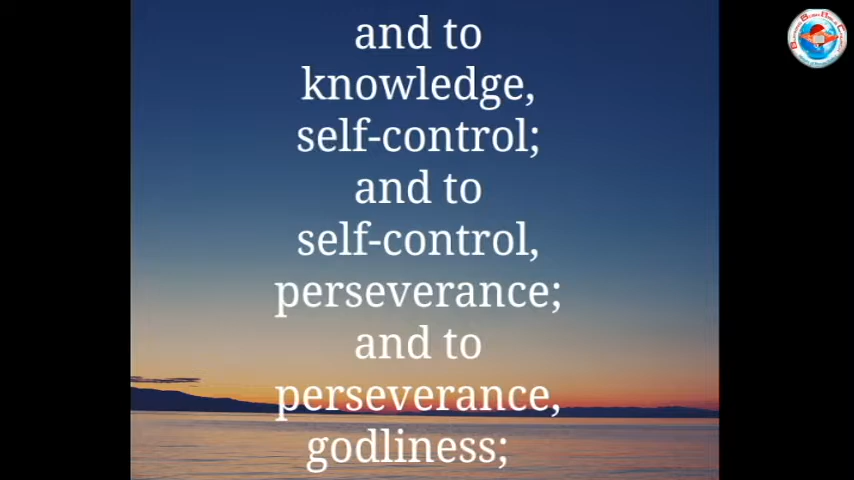 and to
knowledge,
self-control;
and to
self-control,
perseverance;
and to
perseverance,
godliness;